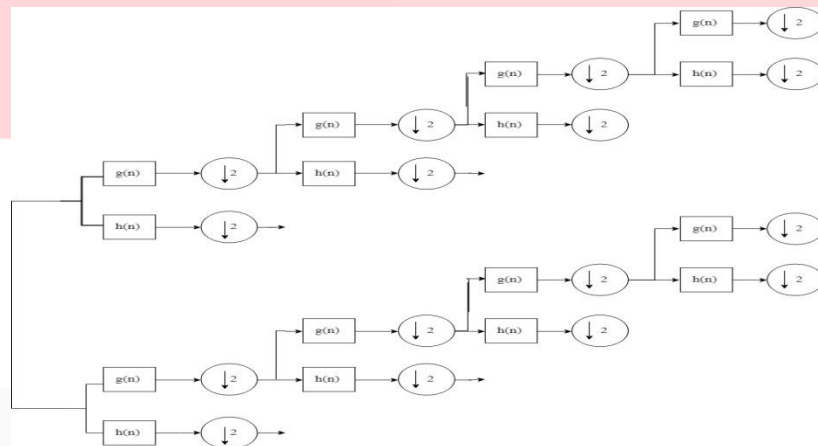 g(n) ↓ 2
g(n) ↓ 2 h(n) ↓ 2
g(n) ↓ 2 h(n) ↓ 2
g(n) ↓ 2 h(n) ↓ 2
h(n) ↓ 2
g(n) ↓ 2
g(n) ↓ 2 h(n) ↓ 2
g(n) ↓ 2 h(n) ↓ 2
g(n) ↓ 2 h(n) ↓ 2
h(n) ↓ 2